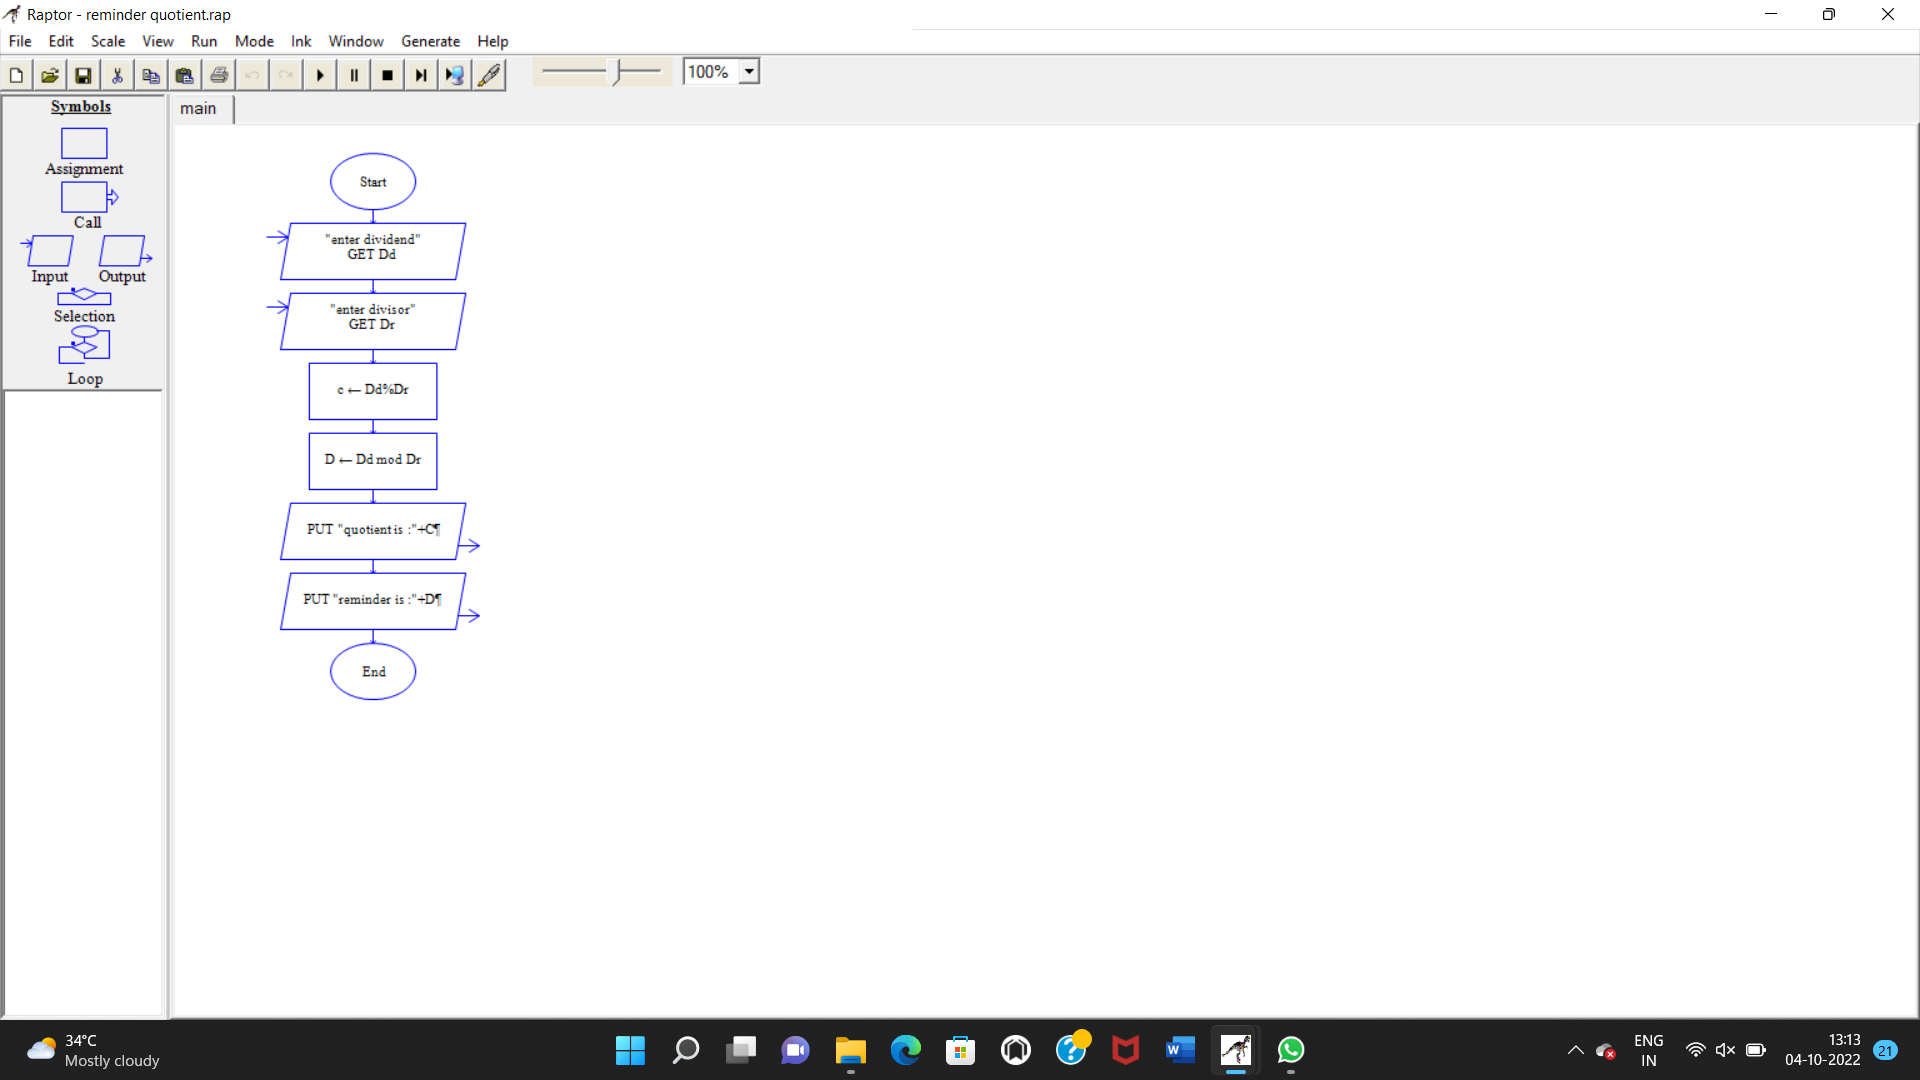 Raptor - reminder quotient.rap
File Edit Scale View Run Mode Ink Window Generate Help
100%
Symbols
Assignment
Call
Input Output
Selection
Loop
main
Start
"enter dividend"
GET Dd
"enter divisor"
GET Dr
c ← Dd%Dr
D ← Dd mod Dr
PUT "quotient is :"+C¶
PUT "reminder is :"+D¶
End
34°C
Mostly cloudy
W
ENG
IN
13:13
04-10-2022
21